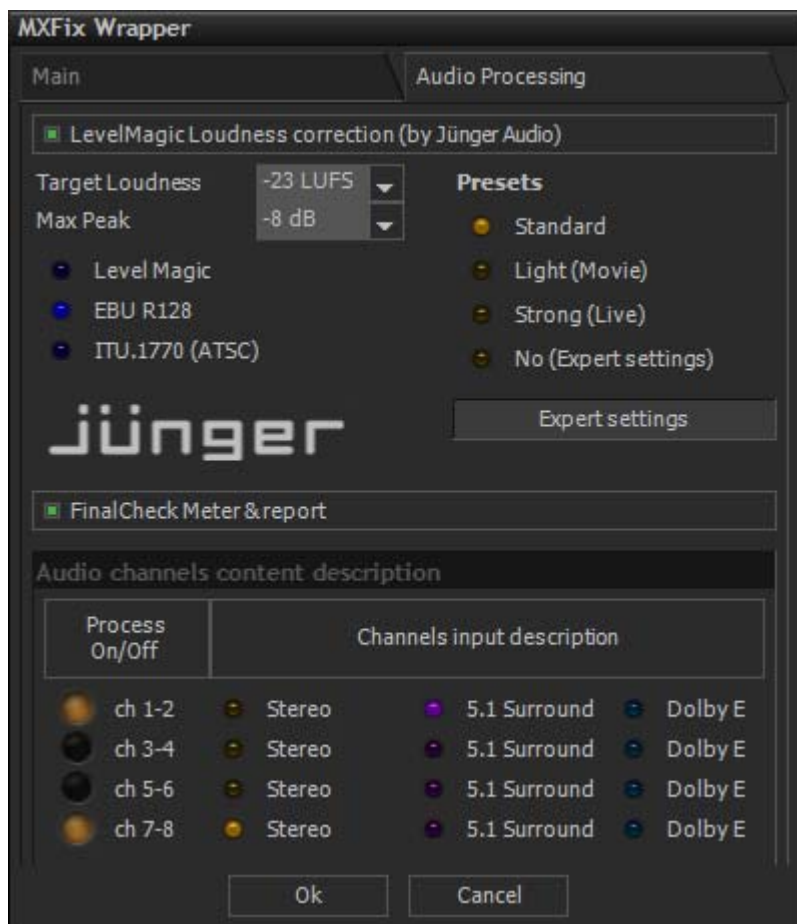 MXFix Wrapper
Main
Audio Processing
LevelMagic Loudness correction (by Jünger Audio)
Target Loudness -23 LUFS
Max Peak -8 dB
Level Magic
EBU R128
ITU.1770 (ATSC)
Presets
Standard
Light (Movie)
Strong (Live)
No (Expert settings)
jünger
Expert settings
FinalCheck Meter & report
Audio channels content description
Process
On/Off
Channels input description
ch 1-2 Stereo 5.1 Surround Dolby E
ch 3-4 Stereo 5.1 Surround Dolby E
ch 5-6 Stereo 5.1 Surround Dolby E
ch 7-8 Stereo 5.1 Surround Dolby E
Ok Cancel